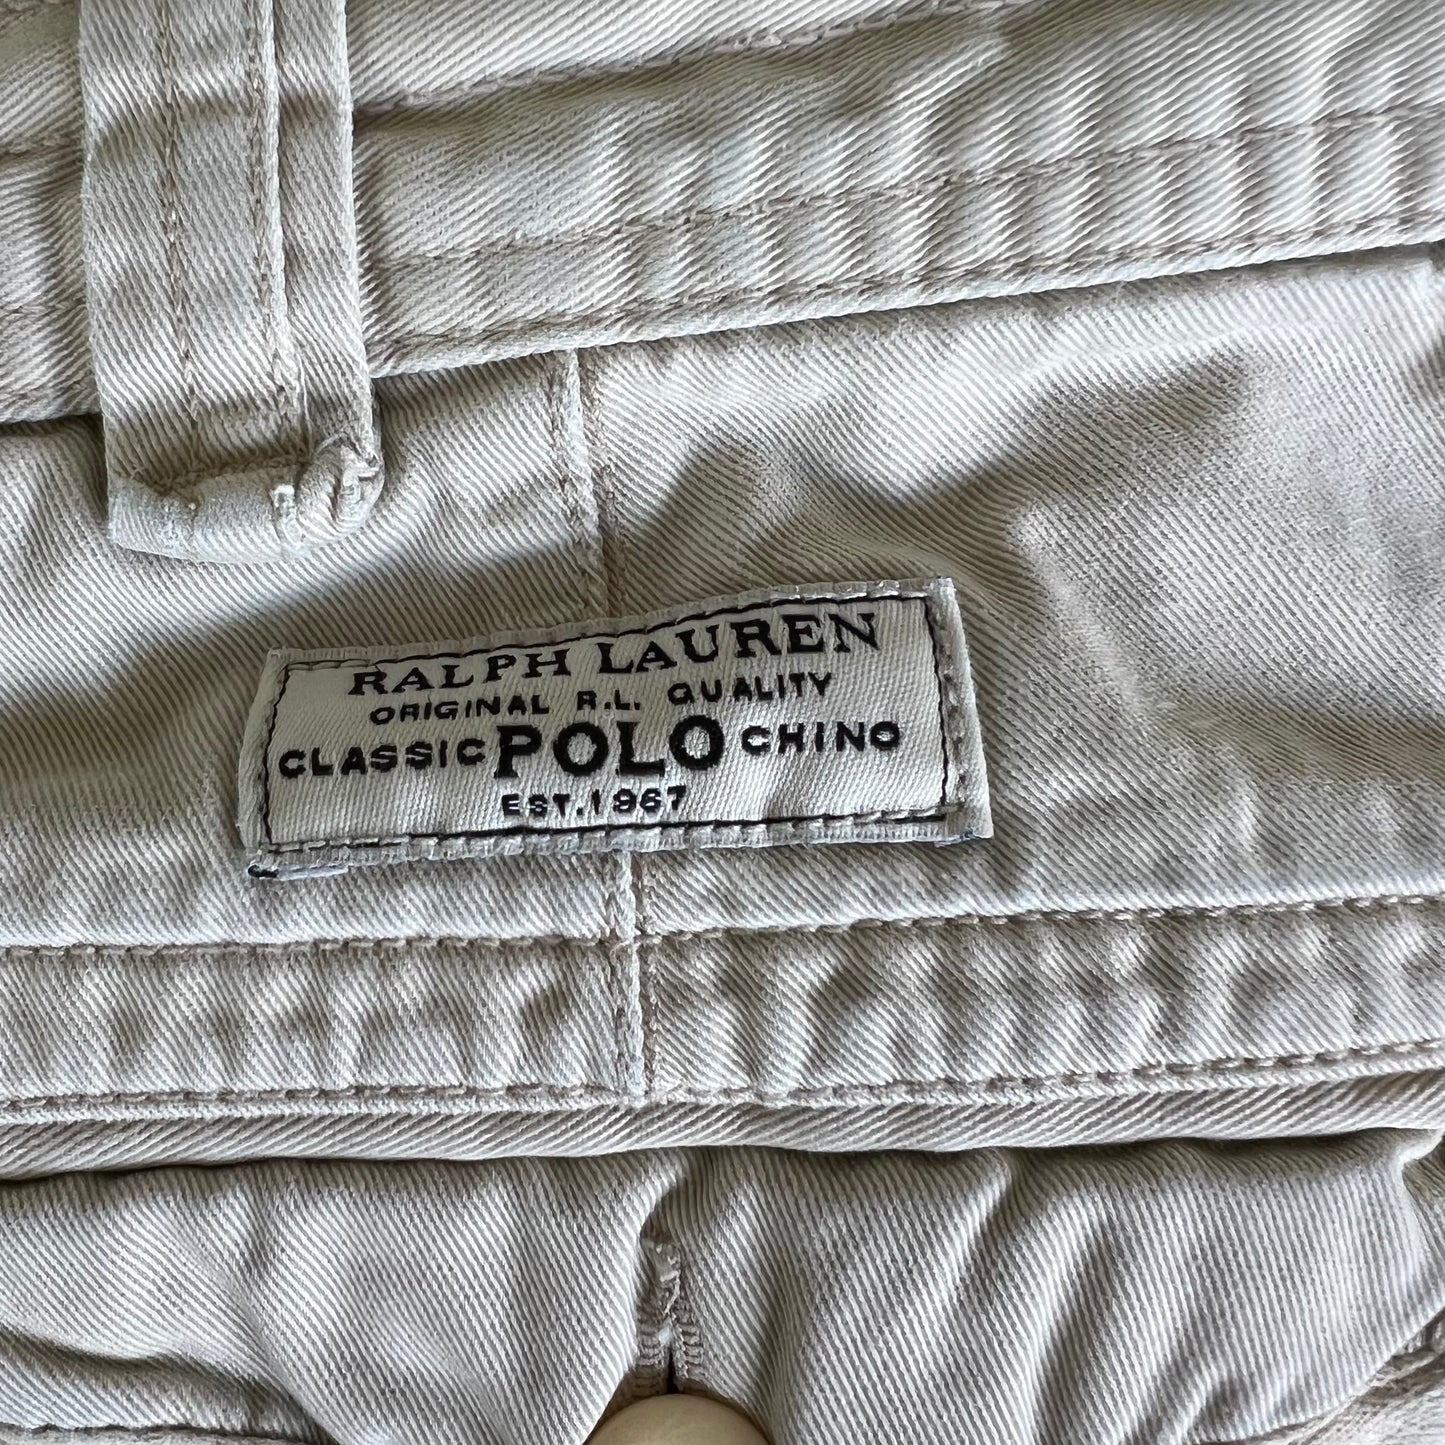 RALPH LAUREN
ORIGINAL R.L. QUALITY
CLASSIC POLO CHINO
EST. 1967